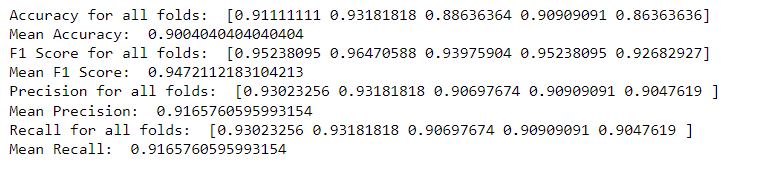 Accuracy for all folds:  [0.91111111 0.93181818 0.88636364 0.90909091 0.86363636]
Mean Accuracy:  0.9004040404040404
F1 Score for all folds:  [0.95238095 0.96470588 0.93975904 0.95238095 0.92682927]
Mean F1 Score:  0.9472112183104213
Precision for all folds:  [0.93023256 0.93181818 0.90697674 0.90909091 0.9047619 ]
Mean Precision:  0.9165760595993154
Recall for all folds:  [0.93023256 0.93181818 0.90697674 0.90909091 0.9047619 ]
Mean Recall:  0.9165760595993154